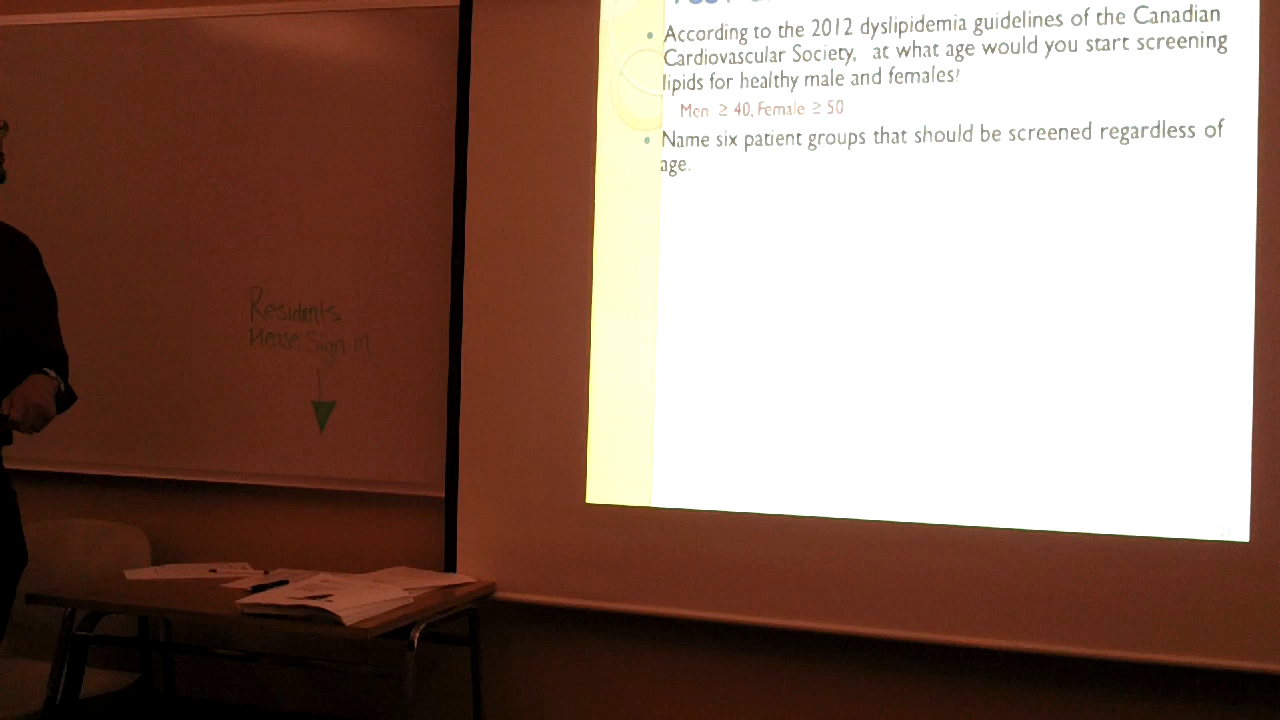 • According to the 2012 dyslipidemia guidelines of the Canadian
Cardiovascular Society, at what age would you start screening
lipids for healthy male and females?
Men ≥ 40, Female ≥ 50
• Name six patient groups that should be screened regardless of
age.
Residents
Please Sign in